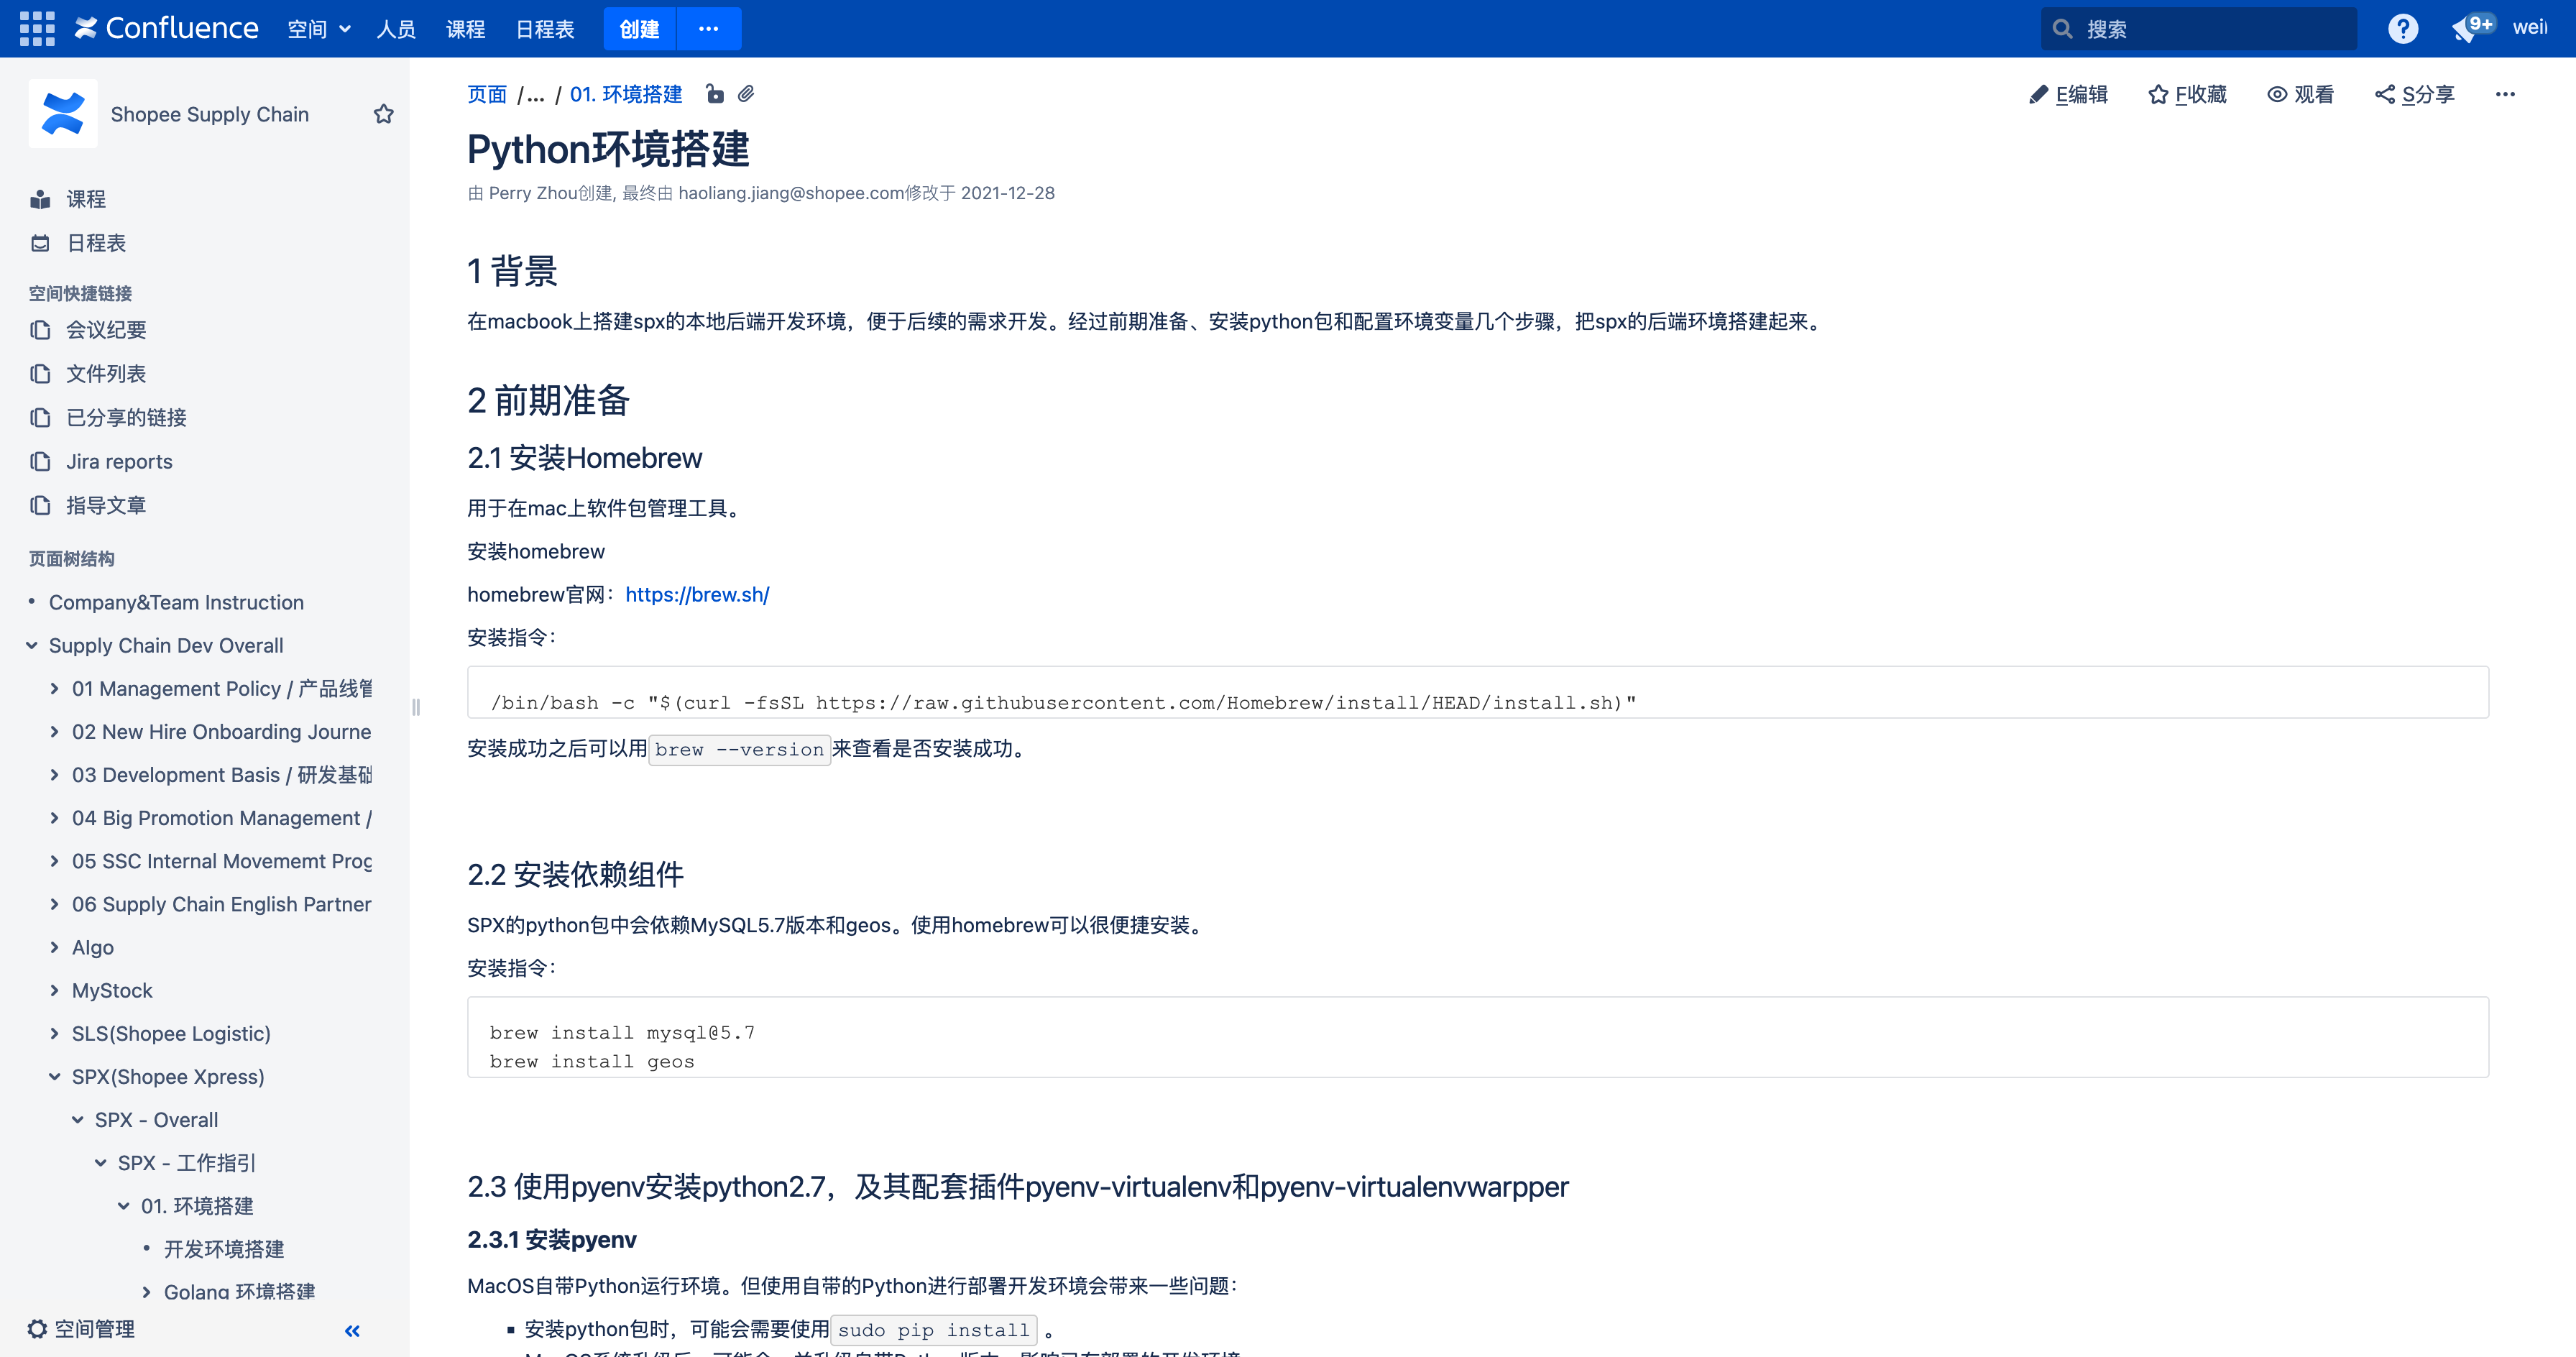 Confluence 空间 人员 课程 日程表 创建 ··· 搜索 ? 9+
Shopee Supply Chain
课程
日程表
空间快捷链接
会议纪要
文件列表
已分享的链接
Jira reports
指导文章
页面树结构
• Company&Team Instruction
Supply Chain Dev Overall
01 Management Policy / 产品线管
02 New Hire Onboarding Journe
03 Development Basis / 研发基础
04 Big Promotion Management /
05 SSC Internal Movememt Prog
06 Supply Chain English Partner
Algo
MyStock
SLS(Shopee Logistic)
SPX(Shopee Xpress)
SPX - Overall
SPX - 工作指引
01. 环境搭建
• 开发环境搭建
Golang 环境搭建
空间管理
页面 /... / 01. 环境搭建
E编辑 F收藏 观看 S分享 ···
Python环境搭建
由 Perry Zhou创建, 最终由 haoliang.jiang@shopee.com修改于 2021-12-28
1 背景
在macbook上搭建spx的本地后端开发环境，便于后续的需求开发。经过前期准备、安装python包和配置环境变量几个步骤，把spx的后端环境搭建起来。
2 前期准备
2.1 安装Homebrew
用于在mac上软件包管理工具。
安装homebrew
homebrew官网：https://brew.sh/
安装指令：
/bin/bash -c "$(curl -fsSL https://raw.githubusercontent.com/Homebrew/install/HEAD/install.sh)"
安装成功之后可以用brew --version来查看是否安装成功。
2.2 安装依赖组件
SPX的python包中会依赖MySQL5.7版本和geos。使用homebrew可以很便捷安装。
安装指令：
brew install mysql@5.7
brew install geos
2.3 使用pyenv安装python2.7，及其配套插件pyenv-virtualenv和pyenv-virtualenvwarpper
2.3.1 安装pyenv
MacOS自带Python运行环境。但使用自带的Python进行部署开发环境会带来一些问题：
▪ 安装python包时，可能会需要使用sudo pip install 。